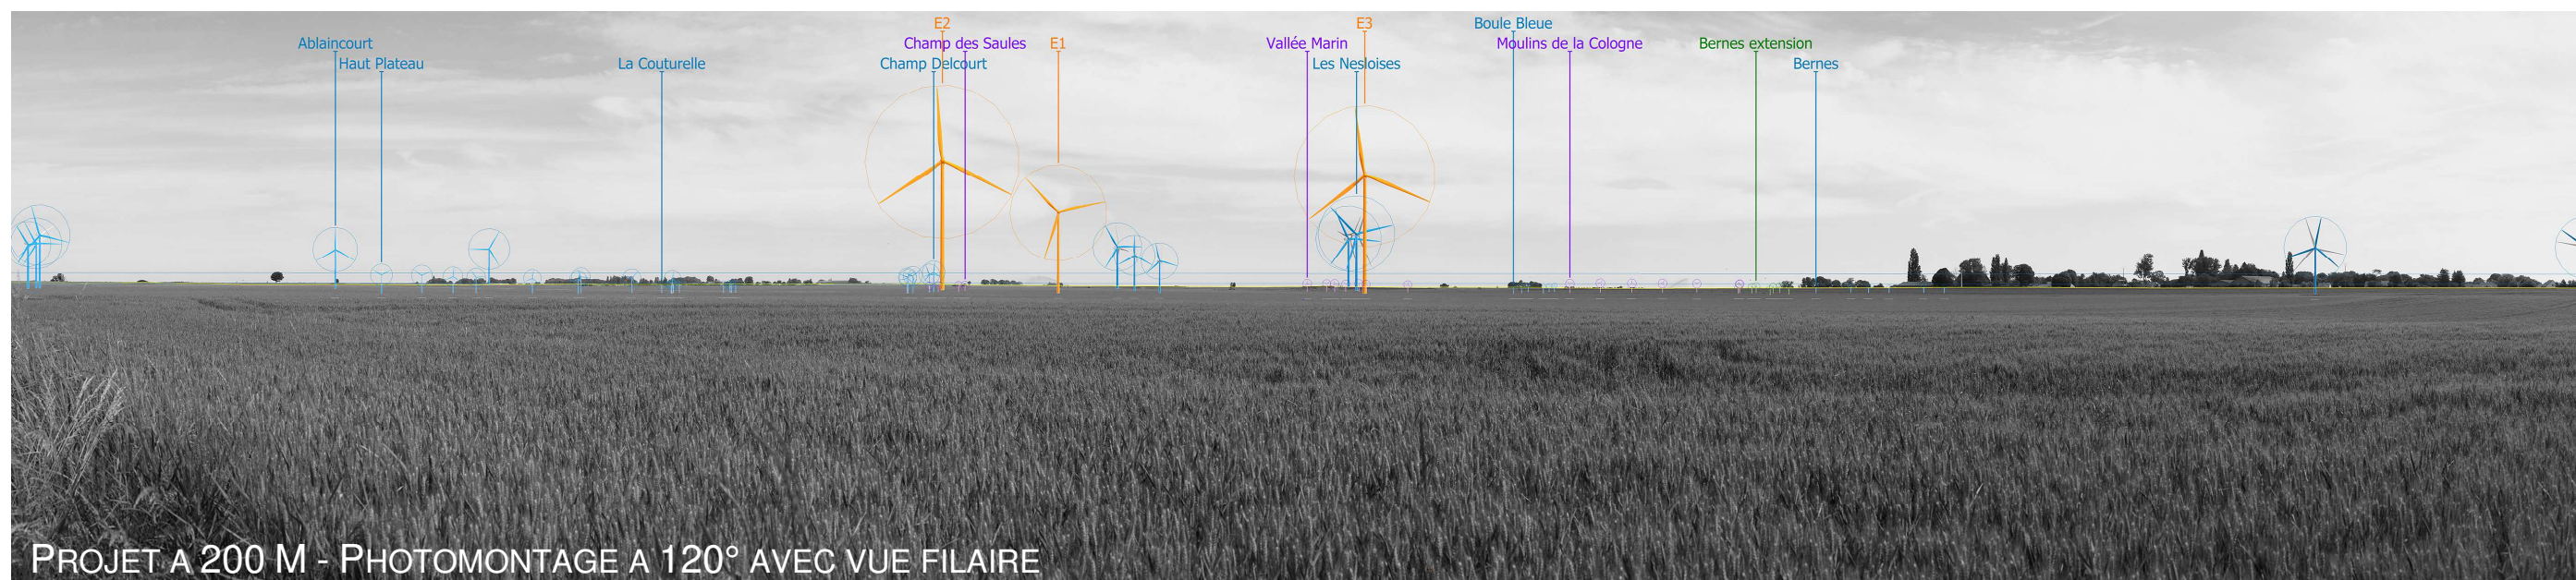 E2 E3 Boule Bleue
Ablaincourt Champ des Saules E1 Vallée Marin Moulins de la Cologne Bernes extension
Haut Plateau La Couturelle Champ Delcourt Les Nesloises Bernes
PROJET A 200 M - PHOTOMONTAGE A 120° AVEC VUE FILAIRE